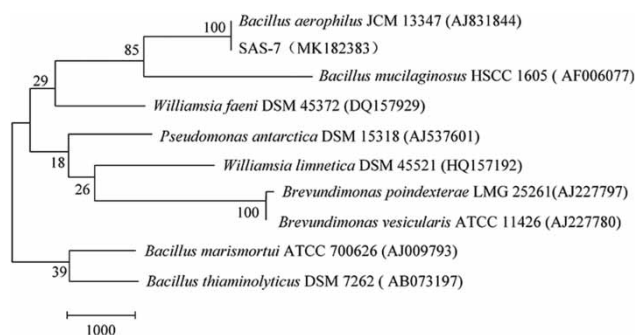 100 Bacillus aerophilus JCM 13347 (AJ831844)
SAS-7（MK182383)
85
Bacillus mucilaginosus HSCC 1605 ( AF006077)
29
Williamsia faeni DSM 45372 (DQ157929)
Pseudomonas antarctica DSM 15318 (AJ537601)
18
Williamsia limnetica DSM 45521 (HQ157192)
26
Brevundimonas poindexterae LMG 25261(AJ227797)
100
Brevundimonas vesicularis ATCC 11426 (AJ227780)
Bacillus marismortui ATCC 700626 (AJ009793)
39
Bacillus thiaminolyticus DSM 7262 ( AB073197)
1000